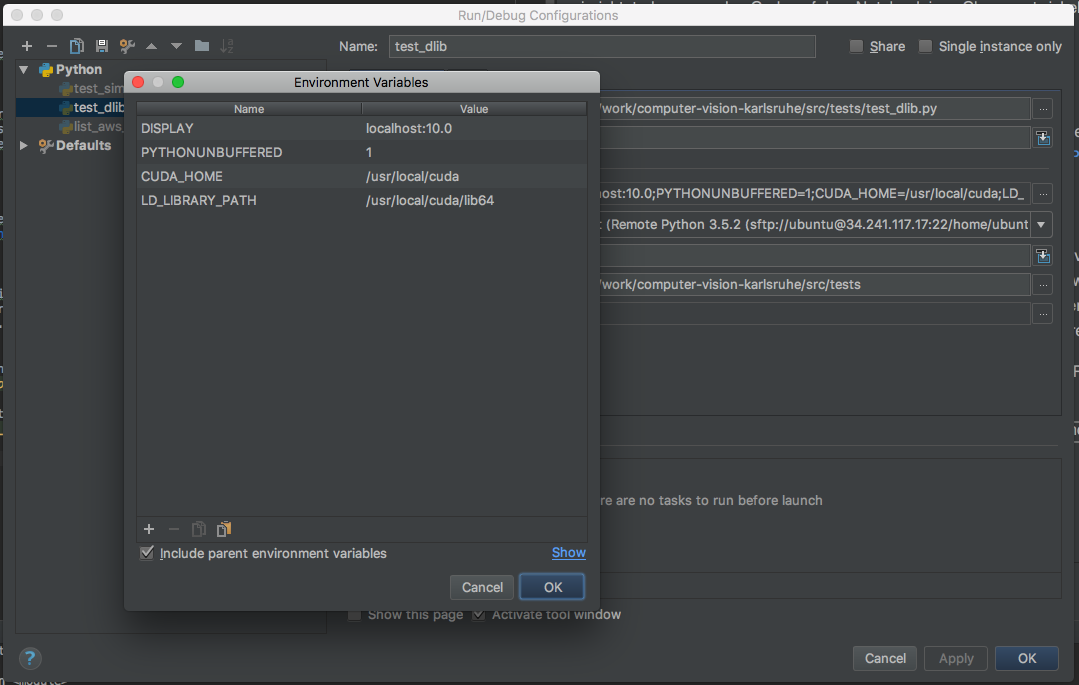 Run/Debug Configurations
Name: test_dlib
Share
Single instance only
Python
test_sim
test_dlib
list_aws_
Defaults
Environment Variables
Name Value
DISPLAY localhost:10.0
PYTHONUNBUFFERED 1
CUDA_HOME /usr/local/cuda
LD_LIBRARY_PATH /usr/local/cuda/lib64
Include parent environment variables
Show
Cancel OK
/work/computer-vision-karlsruhe/src/tests/test_dlib.py
st:10.0;PYTHONUNBUFFERED=1;CUDA_HOME=/usr/local/cuda;LD_
(Remote Python 3.5.2 (sftp://ubuntu@34.241.117.17:22/home/ubunt
/work/computer-vision-karlsruhe/src/tests
re are no tasks to run before launch
Show this page Activate tool window
? Cancel Apply OK